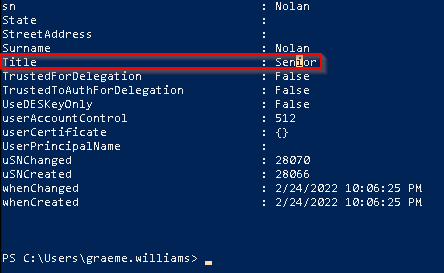 sn : Nolan
State :
StreetAddress :
Surname : Nolan
Title : Senior
TrustedForDelegation : False
TrustedToAuthForDelegation : False
UseDESKeyOnly : False
userAccountControl : 512
userCertificate : {}
UserPrincipalName :
uSNChanged : 28070
uSNCreated : 28066
whenChanged : 2/24/2022 10:06:25 PM
whenCreated : 2/24/2022 10:06:25 PM
PS C:\Users\graeme.williams> _